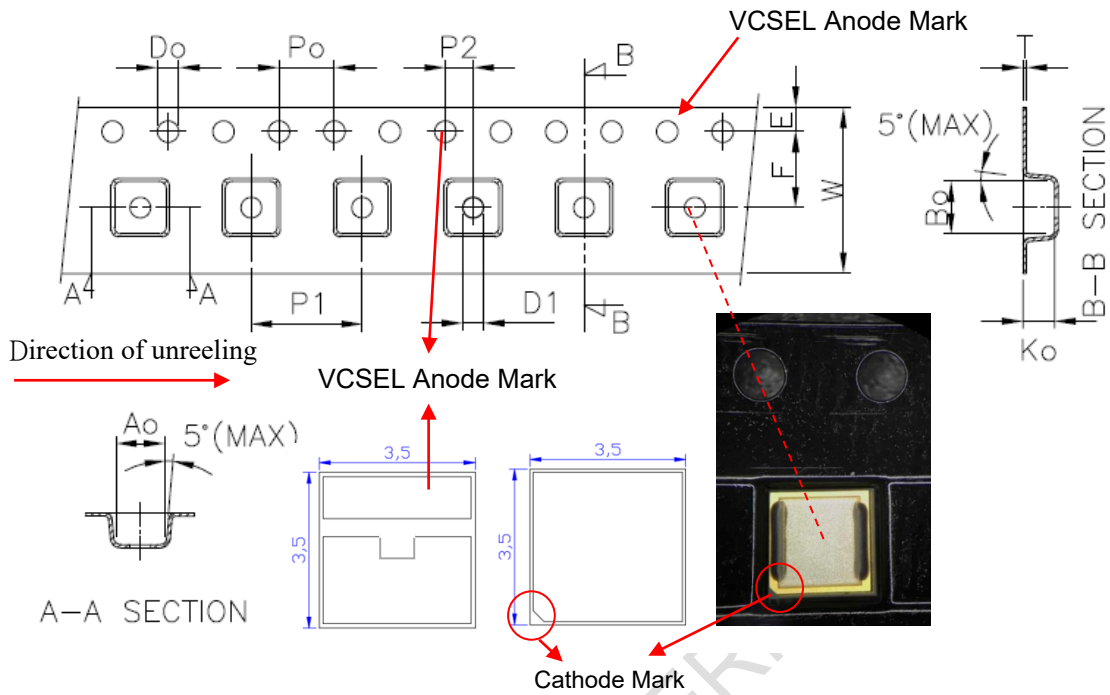 VCSEL Anode Mark
Do
Po
P2
B
T
E
F
W
5°(MAX)
Bo
B-B SECTION
A
A
P1
D1
B
Ko
Direction of unreeling
VCSEL Anode Mark
Ao
5°(MAX)
3,5
3,5
3,5
3,5
A-A SECTION
Cathode Mark